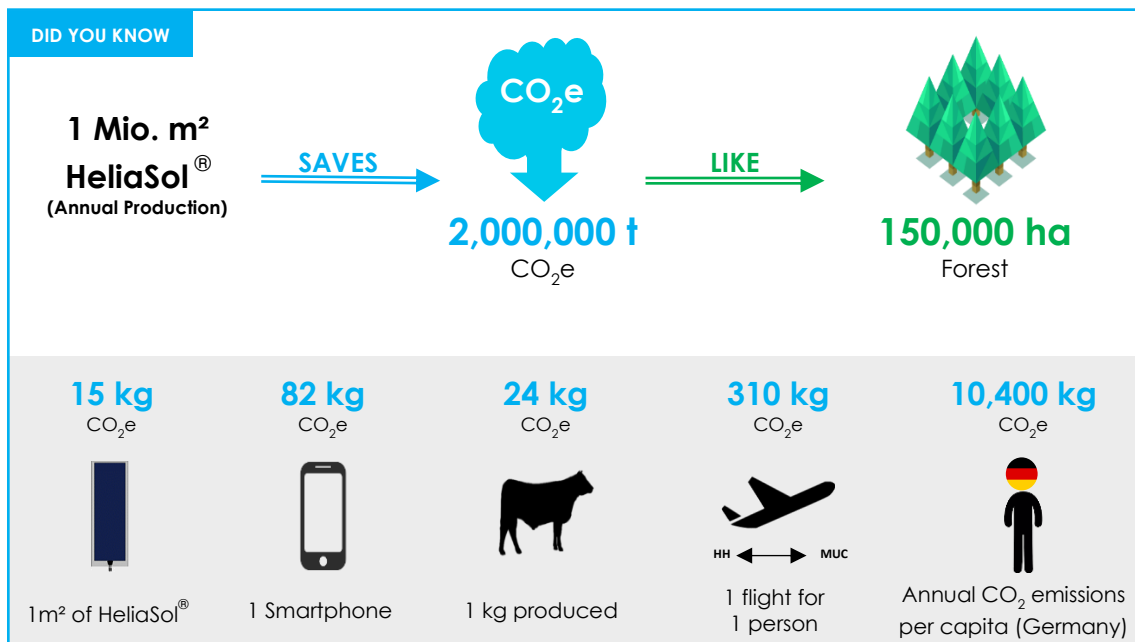 DID YOU KNOW
1 Mio. m²
HeliaSol®
(Annual Production)
SAVES
CO₂e
2,000,000 t
CO₂e
LIKE
150,000 ha
Forest
15 kg
CO₂e
1m² of HeliaSol®
82 kg
CO₂e
1 Smartphone
24 kg
CO₂e
1 kg produced
310 kg
CO₂e
HH MUC
1 flight for
1 person
10,400 kg
CO₂e
Annual CO₂ emissions
per capita (Germany)